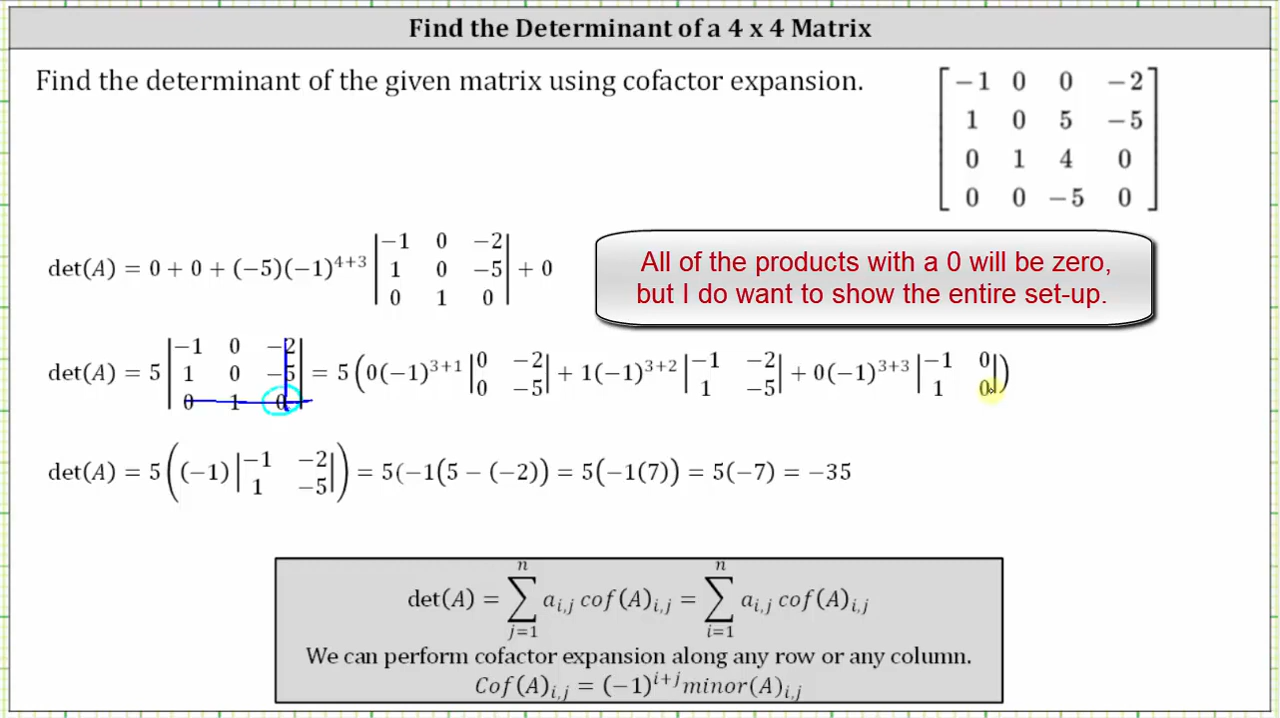 Find the Determinant of a 4 x 4 Matrix
Find the determinant of the given matrix using cofactor expansion.
[−1 0 0 −2]
[1 0 5 −5]
[0 1 4 0]
[0 0 −5 0]
det(A) = 0 + 0 + (−5)(−1)^{4+3} |−1 0 −2; 1 0 −5; 0 1 0| + 0
All of the products with a 0 will be zero,
but I do want to show the entire set-up.
det(A) = 5 |−1 0 −2; 1 0 −5; 0 1 0| = 5 (0(−1)^{3+1} |0 −2; 0 −5| + 1(−1)^{3+2} |−1 −2; 1 −5| + 0(−1)^{3+3} |−1 0; 1 0|)
det(A) = 5 ((−1) |−1 −2; 1 −5|) = 5(−1(5 − (−2)) = 5(−1(7)) = 5(−7) = −35
det(A) = ∑_{j=1}^{n} a_{i,j} cof(A)_{i,j} = ∑_{i=1}^{n} a_{i,j} cof(A)_{i,j}
We can perform cofactor expansion along any row or any column.
Cof(A)_{i,j} = (−1)^{i+j} minor(A)_{i,j}